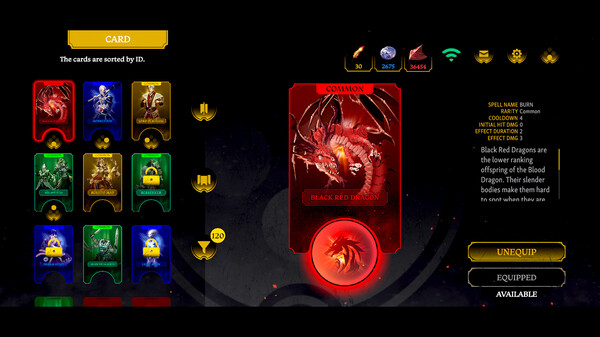 CARD
The cards are sorted by ID.
30
2675
36454
120
COMMON
BLACK RED DRAGON
SPELL NAME BURN
RARITY Common
COOLDOWN 4
INITIAL HIT DMG 0
EFFECT DURATION 2
EFFECT DMG 3
Black Red Dragons are
the lower ranking
offspring of the Blood
Dragon. Their slender
bodies make them hard
to spot when they are
UNEQUIP
EQUIPPED
AVAILABLE